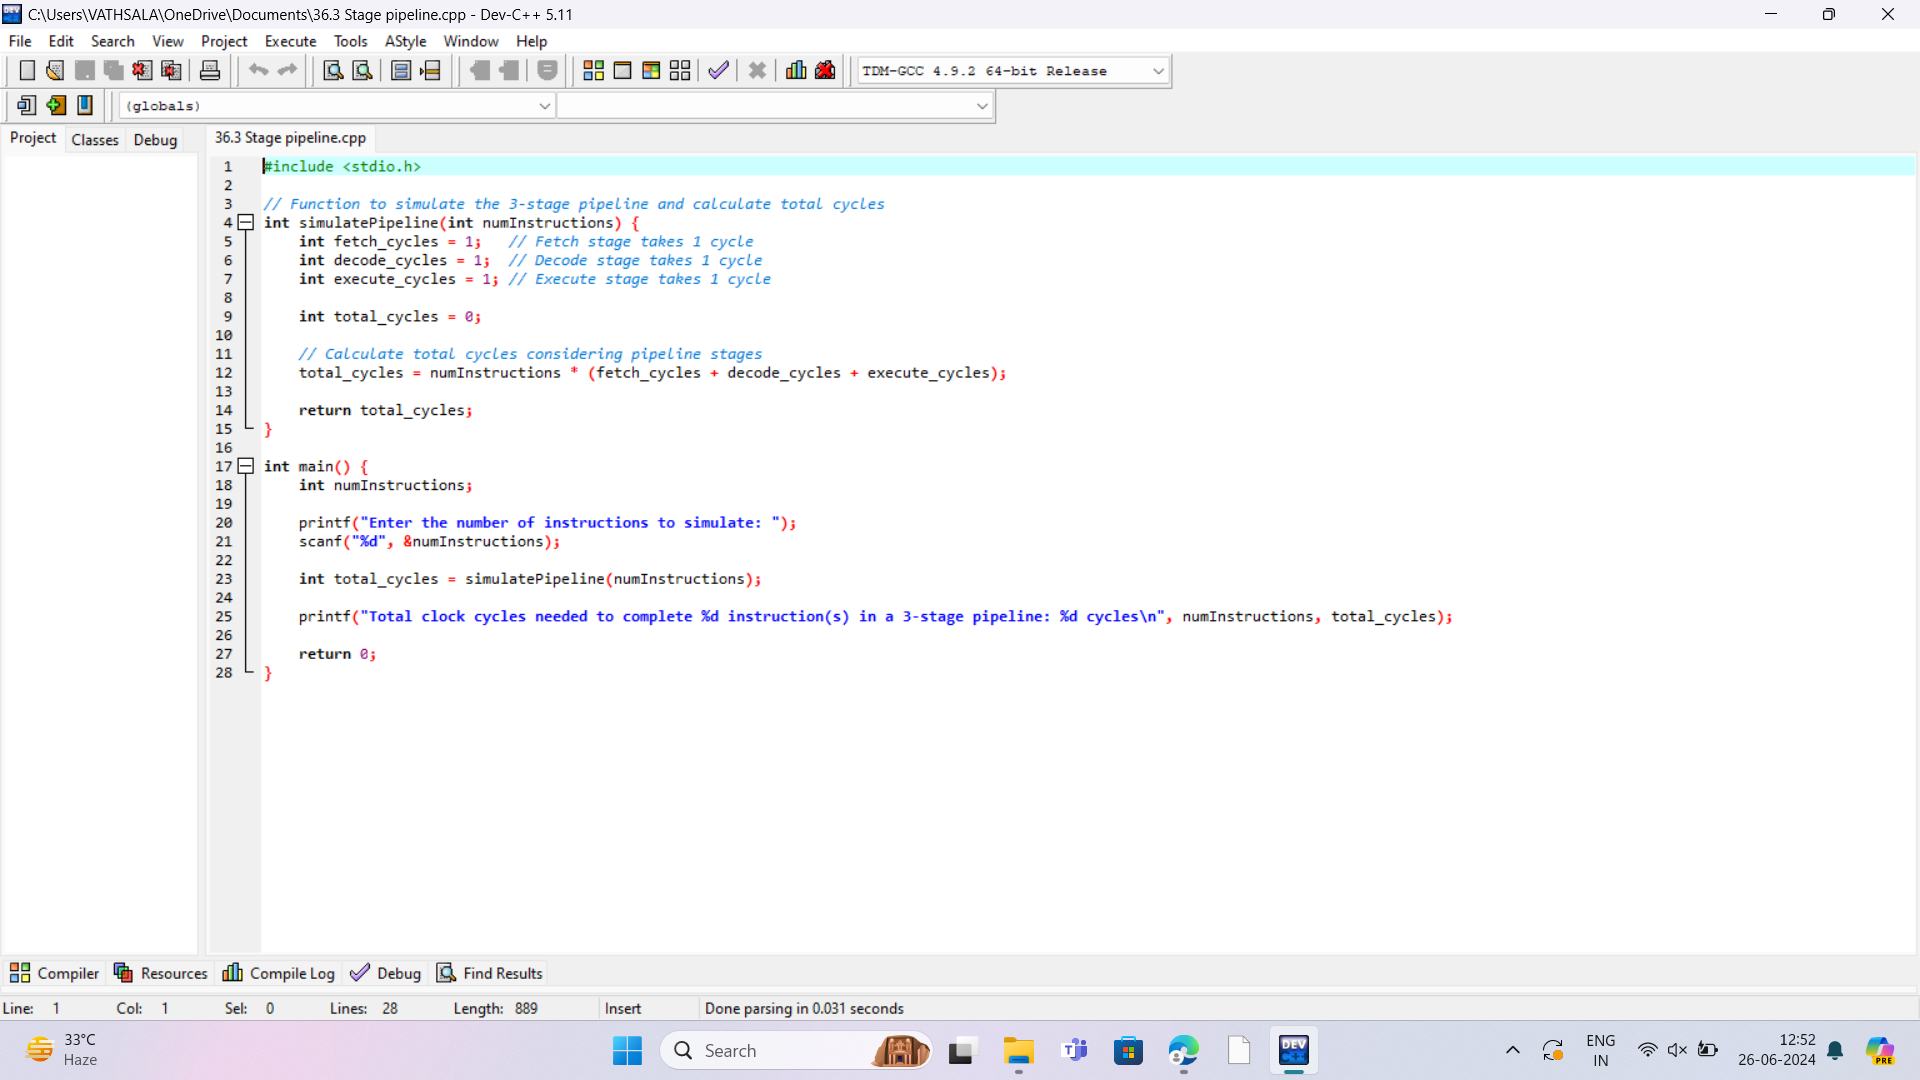 C:\Users\VATHSALA\OneDrive\Documents\36.3 Stage pipeline.cpp - Dev-C++ 5.11
File Edit Search View Project Execute Tools AStyle Window Help
TDM-GCC 4.9.2 64-bit Release
(globals)
Project Classes Debug 36.3 Stage pipeline.cpp
1 #include <stdio.h>
2
3 // Function to simulate the 3-stage pipeline and calculate total cycles
4 int simulatePipeline(int numInstructions) {
5 int fetch_cycles = 1; // Fetch stage takes 1 cycle
6 int decode_cycles = 1; // Decode stage takes 1 cycle
7 int execute_cycles = 1; // Execute stage takes 1 cycle
8
9 int total_cycles = 0;
10
11 // Calculate total cycles considering pipeline stages
12 total_cycles = numInstructions * (fetch_cycles + decode_cycles + execute_cycles);
13
14 return total_cycles;
15 }
16
17 int main() {
18 int numInstructions;
19
20 printf("Enter the number of instructions to simulate: ");
21 scanf("%d", &numInstructions);
22
23 int total_cycles = simulatePipeline(numInstructions);
24
25 printf("Total clock cycles needed to complete %d instruction(s) in a 3-stage pipeline: %d cycles\n", numInstructions, total_cycles);
26
27 return 0;
28 }
Compiler Resources Compile Log Debug Find Results
Line: 1 Col: 1 Sel: 0 Lines: 28 Length: 889 Insert Done parsing in 0.031 seconds
33°C
Haze
Search
DEV
C++
ENG
IN
12:52
26-06-2024
PRE